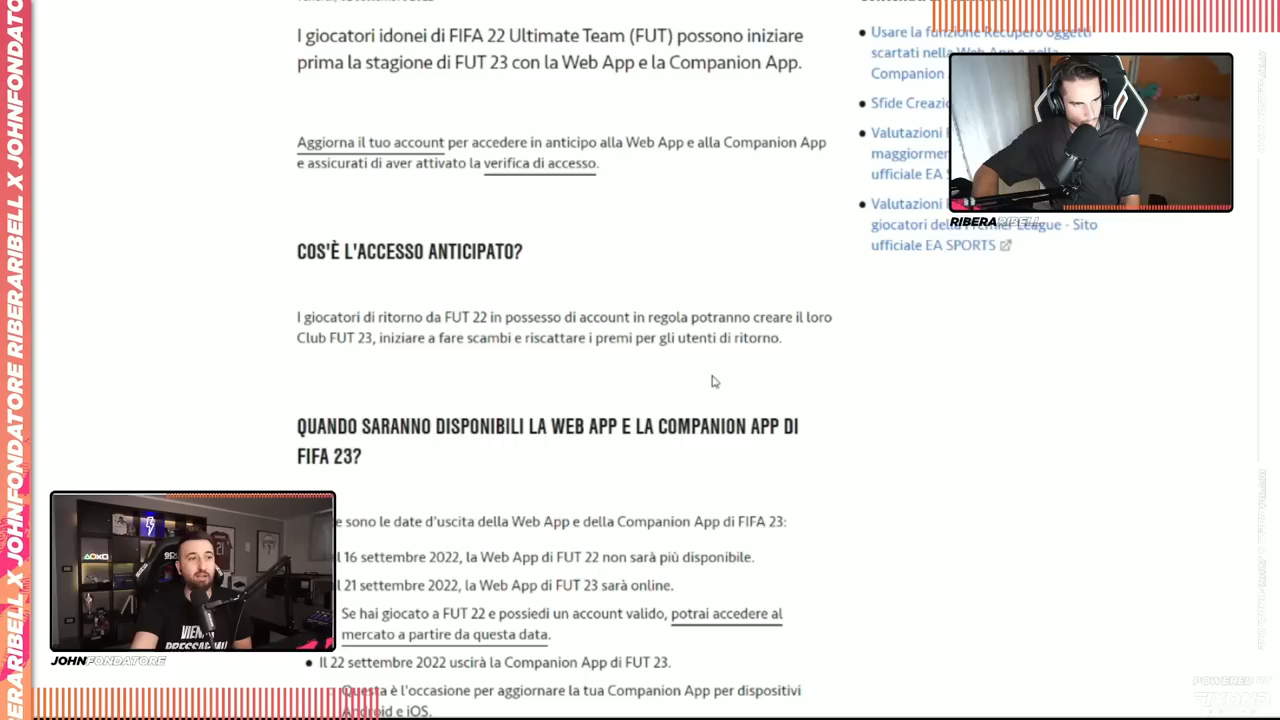 I giocatori idonei di FIFA 22 Ultimate Team (FUT) possono iniziare
prima la stagione di FUT 23 con la Web App e la Companion App.
Aggiorna il tuo account per accedere in anticipo alla Web App e alla Companion App
e assicurati di aver attivato la verifica di accesso.
COS'È L'ACCESSO ANTICIPATO?
I giocatori di ritorno da FUT 22 in possesso di account in regola potranno creare il loro
Club FUT 23, iniziare a fare scambi e riscattare i premi per gli utenti di ritorno.
QUANDO SARANNO DISPONIBILI LA WEB APP E LA COMPANION APP DI
FIFA 23?
sono le date d'uscita della Web App e della Companion App di FIFA 23:
16 settembre 2022, la Web App di FUT 22 non sarà più disponibile.
21 settembre 2022, la Web App di FUT 23 sarà online.
Se hai giocato a FUT 22 e possiedi un account valido, potrai accedere al
mercato a partire da questa data.
Il 22 settembre 2022 uscirà la Companion App di FUT 23.
Questa è l'occasione per aggiornare la tua Companion App per dispositivi
Android e iOS.
Usare la funzione Recupero oggetti
scartati nella Web App e nella
Companion
Sfide Creazi
Valutazioni
maggiormen
ufficiale EA
Valutazioni
giocatori della Premier League - Sito
ufficiale EA SPORTS
RIBERARIBELL
JOHNFONDATORE
21
JOHNFONDATORE RIBERARIBELL X JOHNFONDATO
POWERED BY